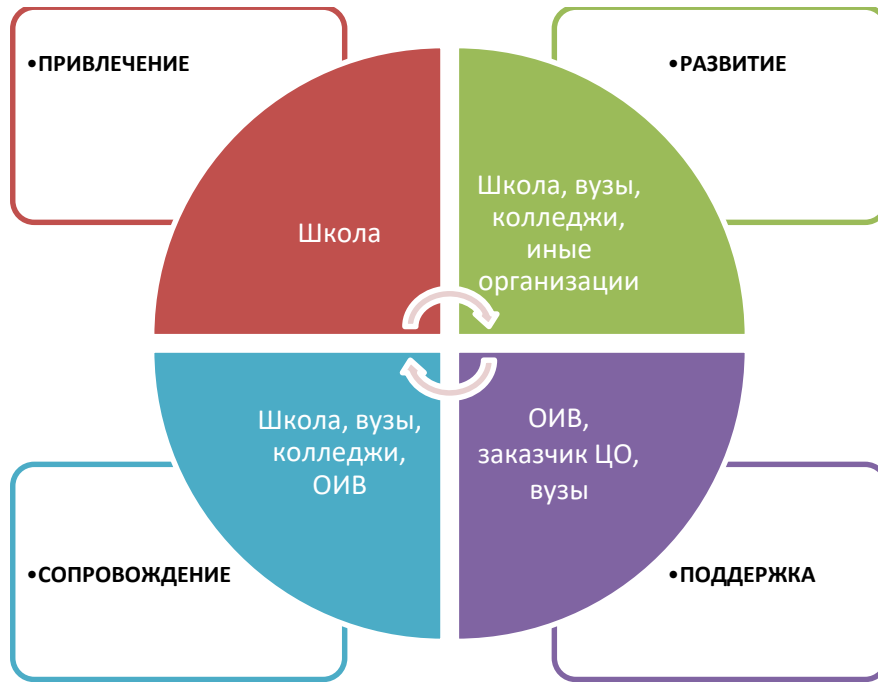 •ПРИВЛЕЧЕНИЕ
•РАЗВИТИЕ
Школа
Школа, вузы,
колледжи,
иные
организации
Школа, вузы,
колледжи,
ОИВ
ОИВ,
заказчик ЦО,
вузы
•СОПРОВОЖДЕНИЕ
•ПОДДЕРЖКА